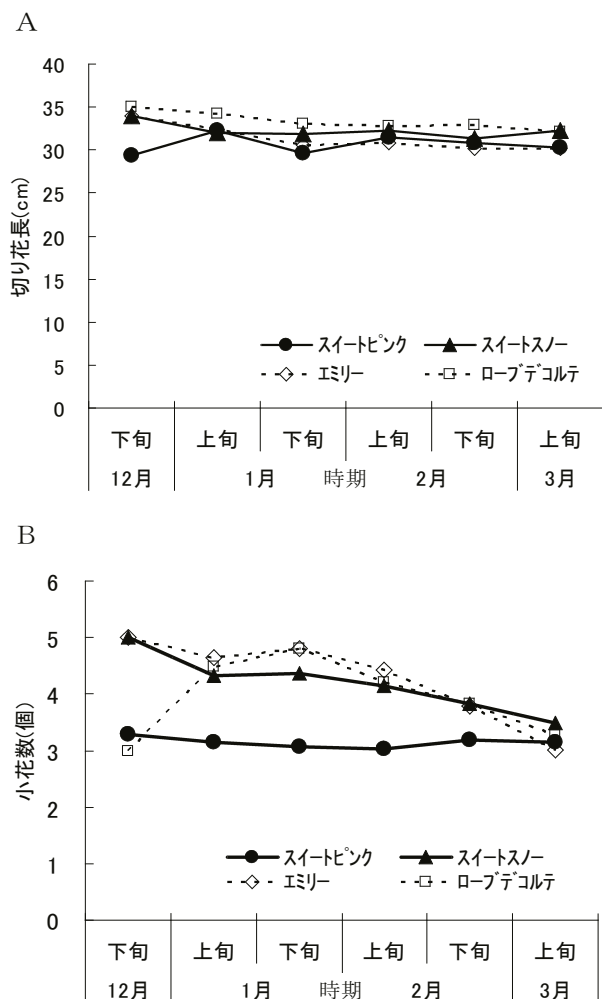 A
40
35
30
25
20
15
10
5
0
切り花長(cm)
スイートピンク スイートスノー
エミリー ローブデコルテ
下旬 上旬 下旬 上旬 下旬 上旬
12月 1月 時期 2月 3月
B
6
5
4
3
2
1
0
小花数(個)
スイートピンク スイートスノー
エミリー ローブデコルテ
下旬 上旬 下旬 上旬 下旬 上旬
12月 1月 時期 2月 3月